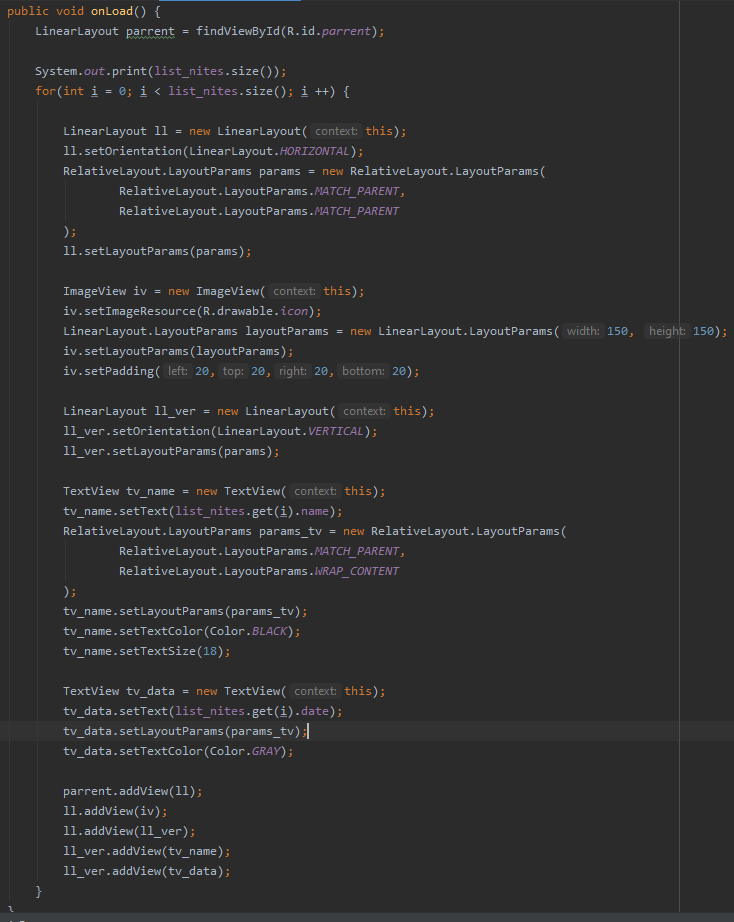 public void onLoad() {
LinearLayout parrent = findViewById(R.id.parrent);
System.out.print(list_nites.size());
for(int i = 0; i < list_nites.size(); i ++) {
LinearLayout ll = new LinearLayout( context: this);
ll.setOrientation(LinearLayout.HORIZONTAL);
RelativeLayout.LayoutParams params = new RelativeLayout.LayoutParams(
RelativeLayout.LayoutParams.MATCH_PARENT,
RelativeLayout.LayoutParams.MATCH_PARENT
);
ll.setLayoutParams(params);
ImageView iv = new ImageView( context: this);
iv.setImageResource(R.drawable.icon);
LinearLayout.LayoutParams layoutParams = new LinearLayout.LayoutParams( width: 150, height: 150);
iv.setLayoutParams(layoutParams);
iv.setPadding( left: 20, top: 20, right: 20, bottom: 20);
LinearLayout ll_ver = new LinearLayout( context: this);
ll_ver.setOrientation(LinearLayout.VERTICAL);
ll_ver.setLayoutParams(params);
TextView tv_name = new TextView( context: this);
tv_name.setText(list_nites.get(i).name);
RelativeLayout.LayoutParams params_tv = new RelativeLayout.LayoutParams(
RelativeLayout.LayoutParams.MATCH_PARENT,
RelativeLayout.LayoutParams.WRAP_CONTENT
);
tv_name.setLayoutParams(params_tv);
tv_name.setTextColor(Color.BLACK);
tv_name.setTextSize(18);
TextView tv_data = new TextView( context: this);
tv_data.setText(list_nites.get(i).date);
tv_data.setLayoutParams(params_tv);
tv_data.setTextColor(Color.GRAY);
parrent.addView(ll);
ll.addView(iv);
ll.addView(ll_ver);
ll_ver.addView(tv_name);
ll_ver.addView(tv_data);
}
}